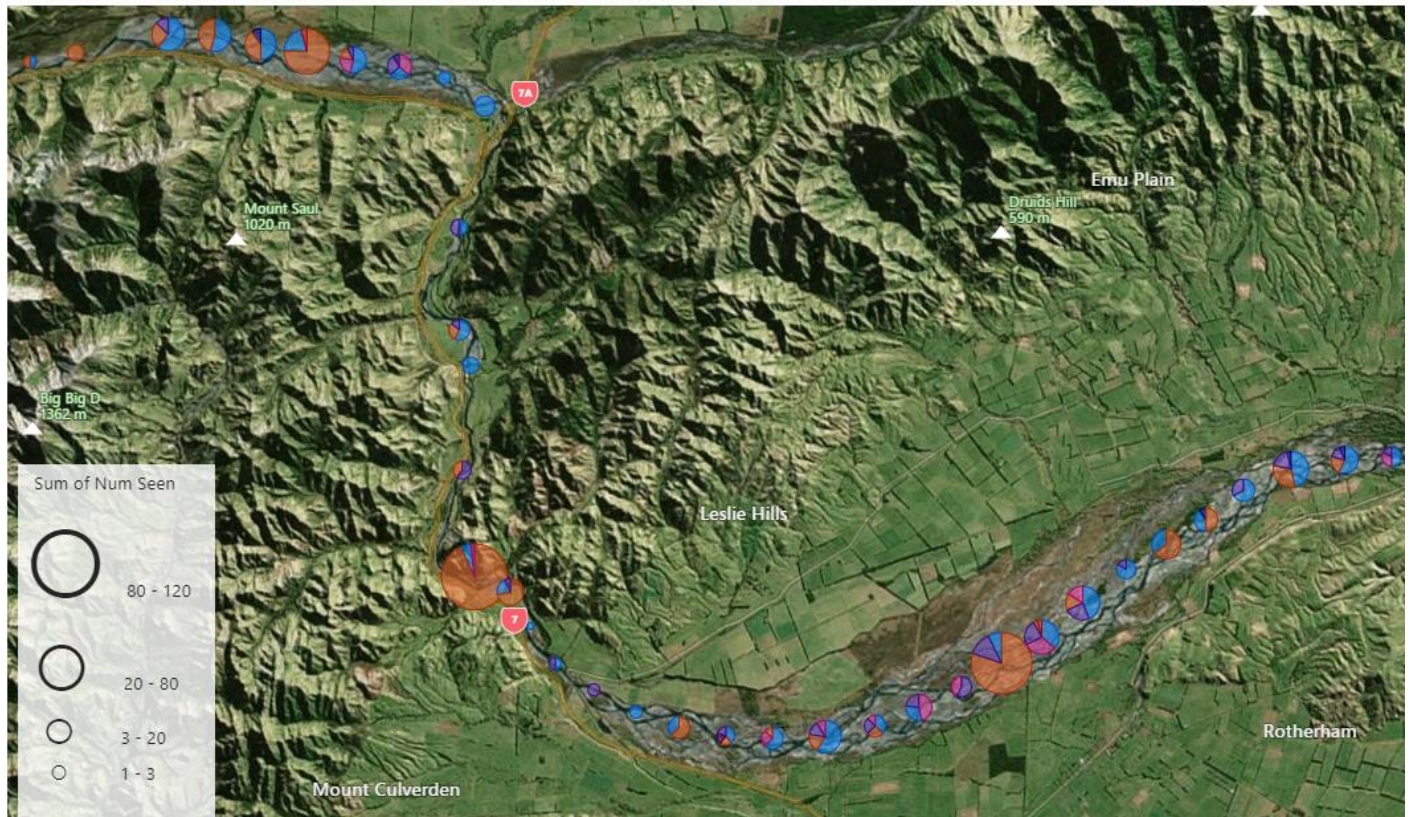 7A
Emu Plain
Mount Saul
1020 m
Druids Hill
590 m
Big Big D
1362 m
Sum of Num Seen
80 - 120
20 - 80
3 - 20
1 - 3
Leslie Hills
7
Rotherham
Mount Culverden